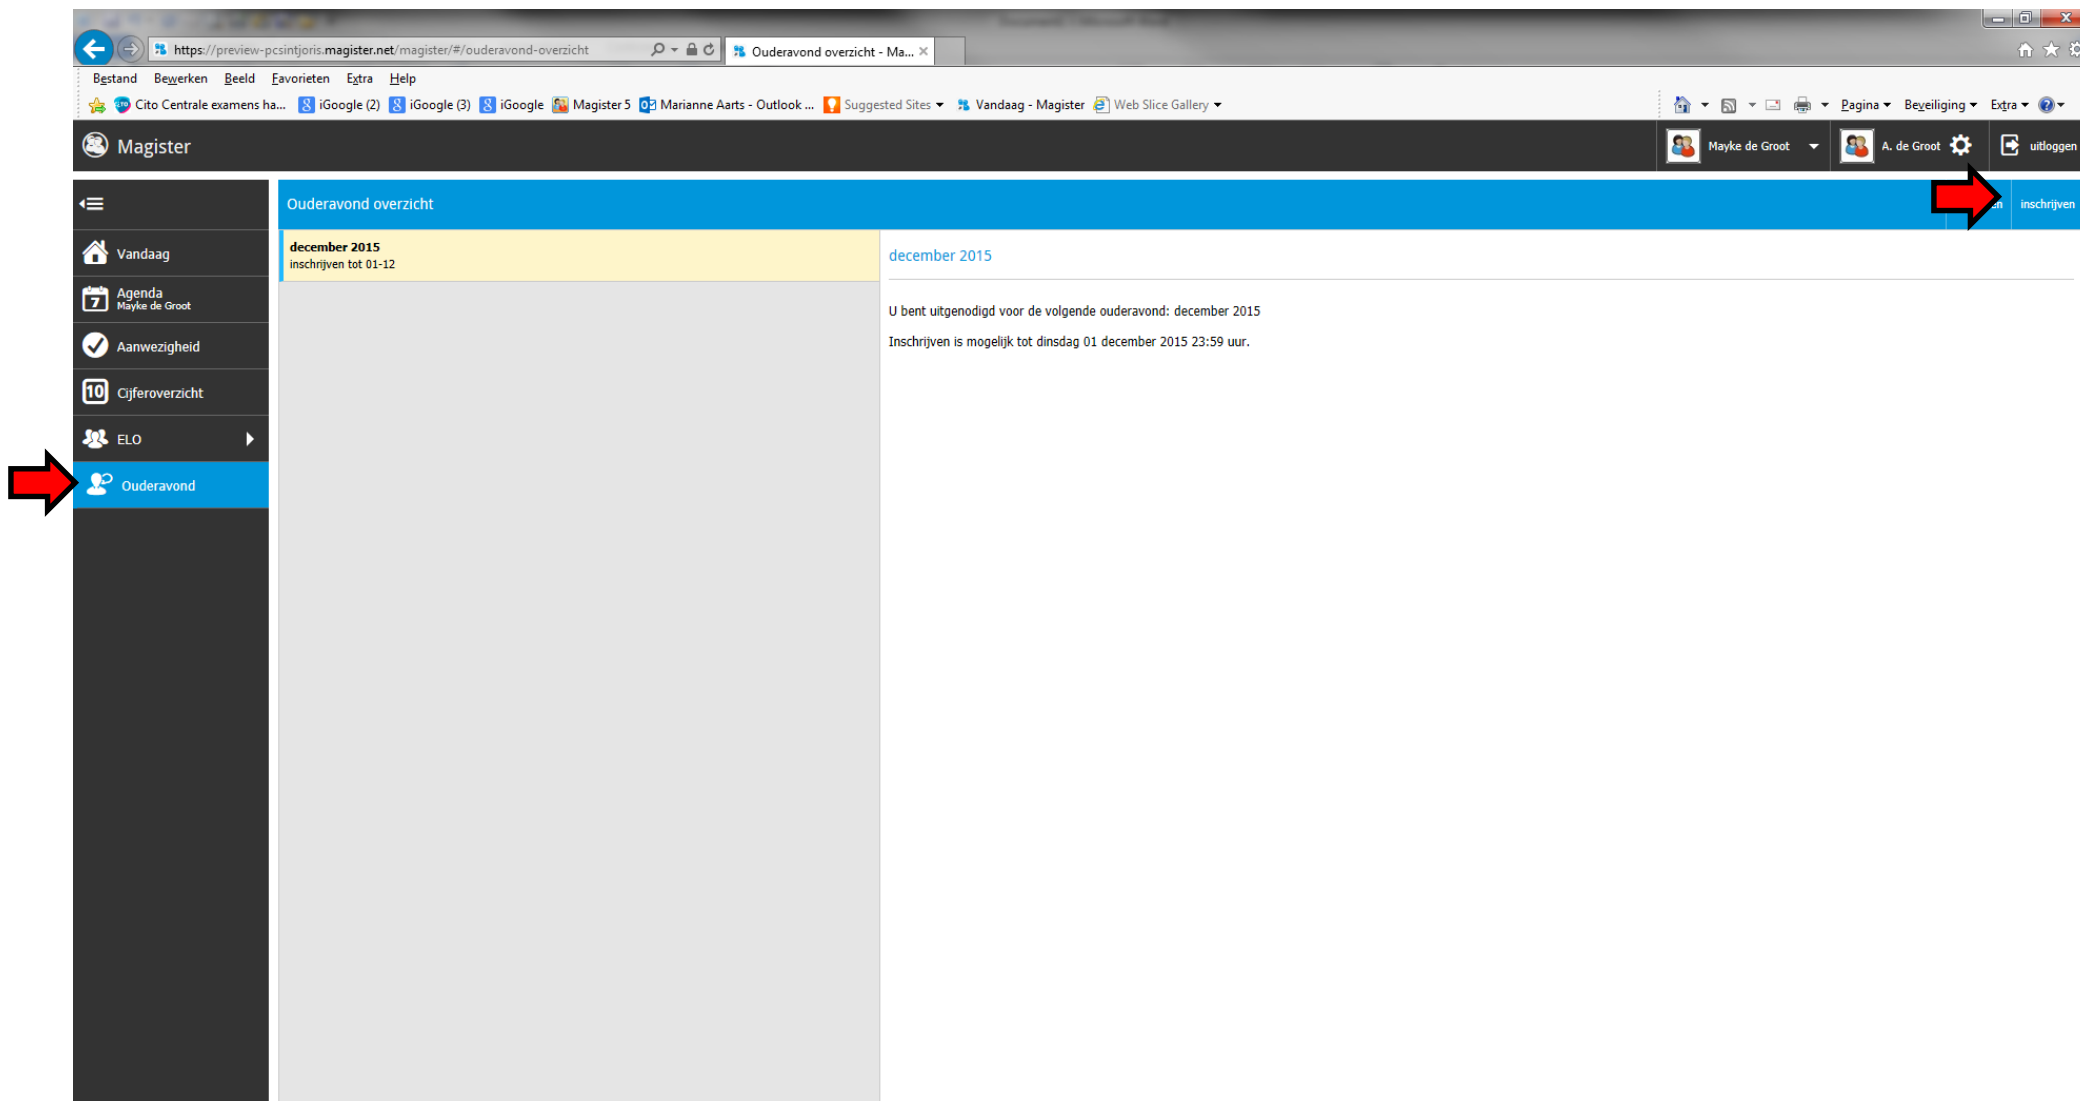 https://preview-pcsintjoris.magister.net/magister/#/ouderavond-overzicht
Ouderavond overzicht - Ma...
Bestand Bewerken Beeld Favorieten Extra Help
Cito Centrale examens ha... iGoogle (2) iGoogle (3) iGoogle Magister 5 Marianne Aarts - Outlook ... Suggested Sites Vandaag - Magister Web Slice Gallery Pagina Beveiliging Extra
Magister
Mayke de Groot
A. de Groot
uitloggen
Ouderavond overzicht
inschrijven
Vandaag
Agenda
Mayke de Groot
Aanwezigheid
10 Cijferoverzicht
ELO
Ouderavond
december 2015
inschrijven tot 01-12
december 2015
U bent uitgenodigd voor de volgende ouderavond: december 2015
Inschrijven is mogelijk tot dinsdag 01 december 2015 23:59 uur.